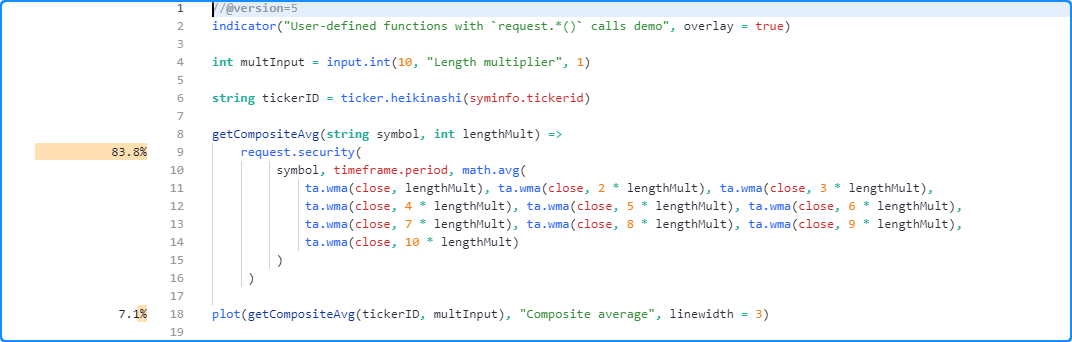 1 //@version=5
2 indicator("User-defined functions with `request.*()` calls demo", overlay = true)
3
4 int multInput = input.int(10, "Length multiplier", 1)
5
6 string tickerID = ticker.heikinashi(syminfo.tickerid)
7
8 getCompositeAvg(string symbol, int lengthMult) =>
83.8% 9     request.security(
10         symbol, timeframe.period, math.avg(
11             ta.wma(close, lengthMult), ta.wma(close, 2 * lengthMult), ta.wma(close, 3 * lengthMult),
12             ta.wma(close, 4 * lengthMult), ta.wma(close, 5 * lengthMult), ta.wma(close, 6 * lengthMult),
13             ta.wma(close, 7 * lengthMult), ta.wma(close, 8 * lengthMult), ta.wma(close, 9 * lengthMult),
14             ta.wma(close, 10 * lengthMult)
15         )
16     )
17
7.1% 18 plot(getCompositeAvg(tickerID, multInput), "Composite average", linewidth = 3)
19